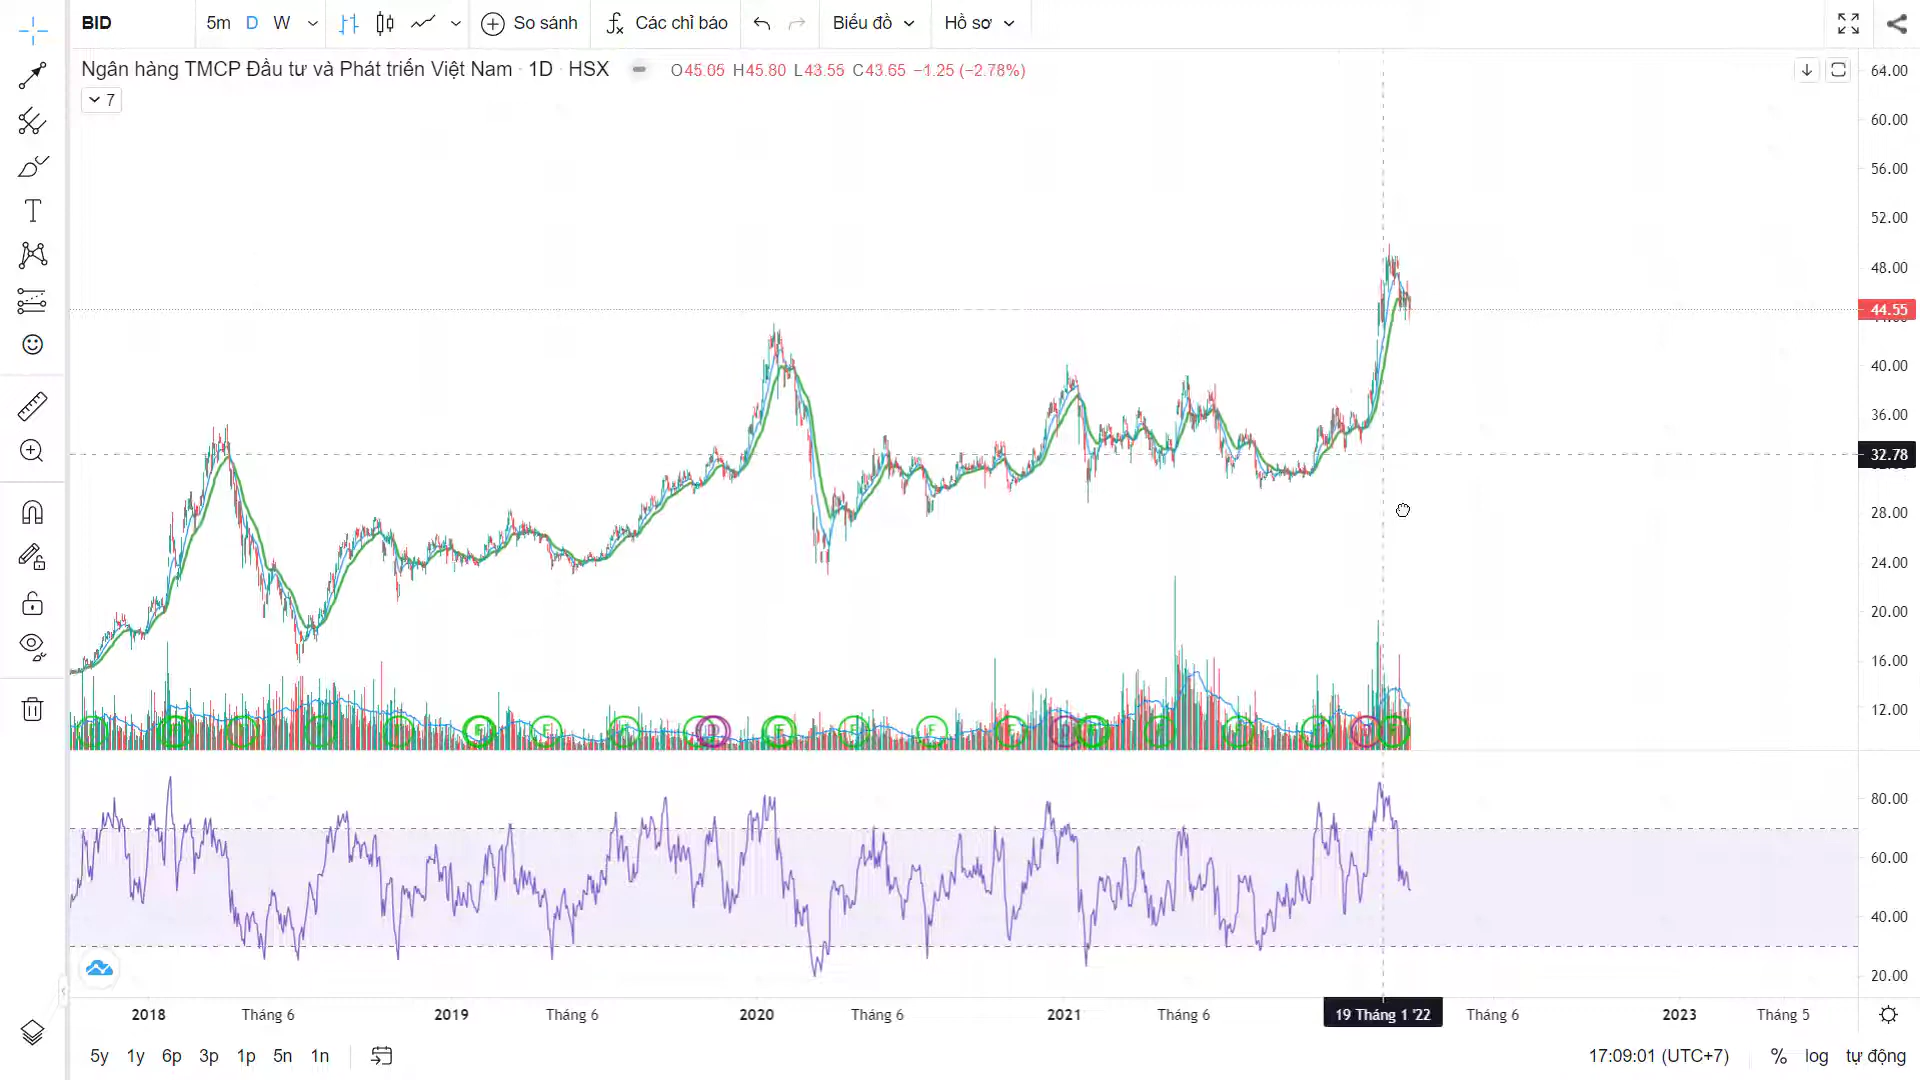 BID
5m D W
So sánh
Các chỉ báo
Biểu đồ
Hồ sơ
Ngân hàng TMCP Đầu tư và Phát triển Việt Nam · 1D · HSX
O45.05 H45.80 L43.55 C43.65 −1.25 (−2.78%)
7
64.00
60.00
56.00
52.00
48.00
44.55
40.00
36.00
32.78
28.00
24.00
20.00
16.00
12.00
80.00
60.00
40.00
20.00
2018 Tháng 6 2019 Tháng 6 2020 Tháng 6 2021 Tháng 6 19 Tháng 1 '22 Tháng 6 2023 Tháng 5
5y 1y 6p 3p 1p 5n 1n
17:09:01 (UTC+7) % log tự động